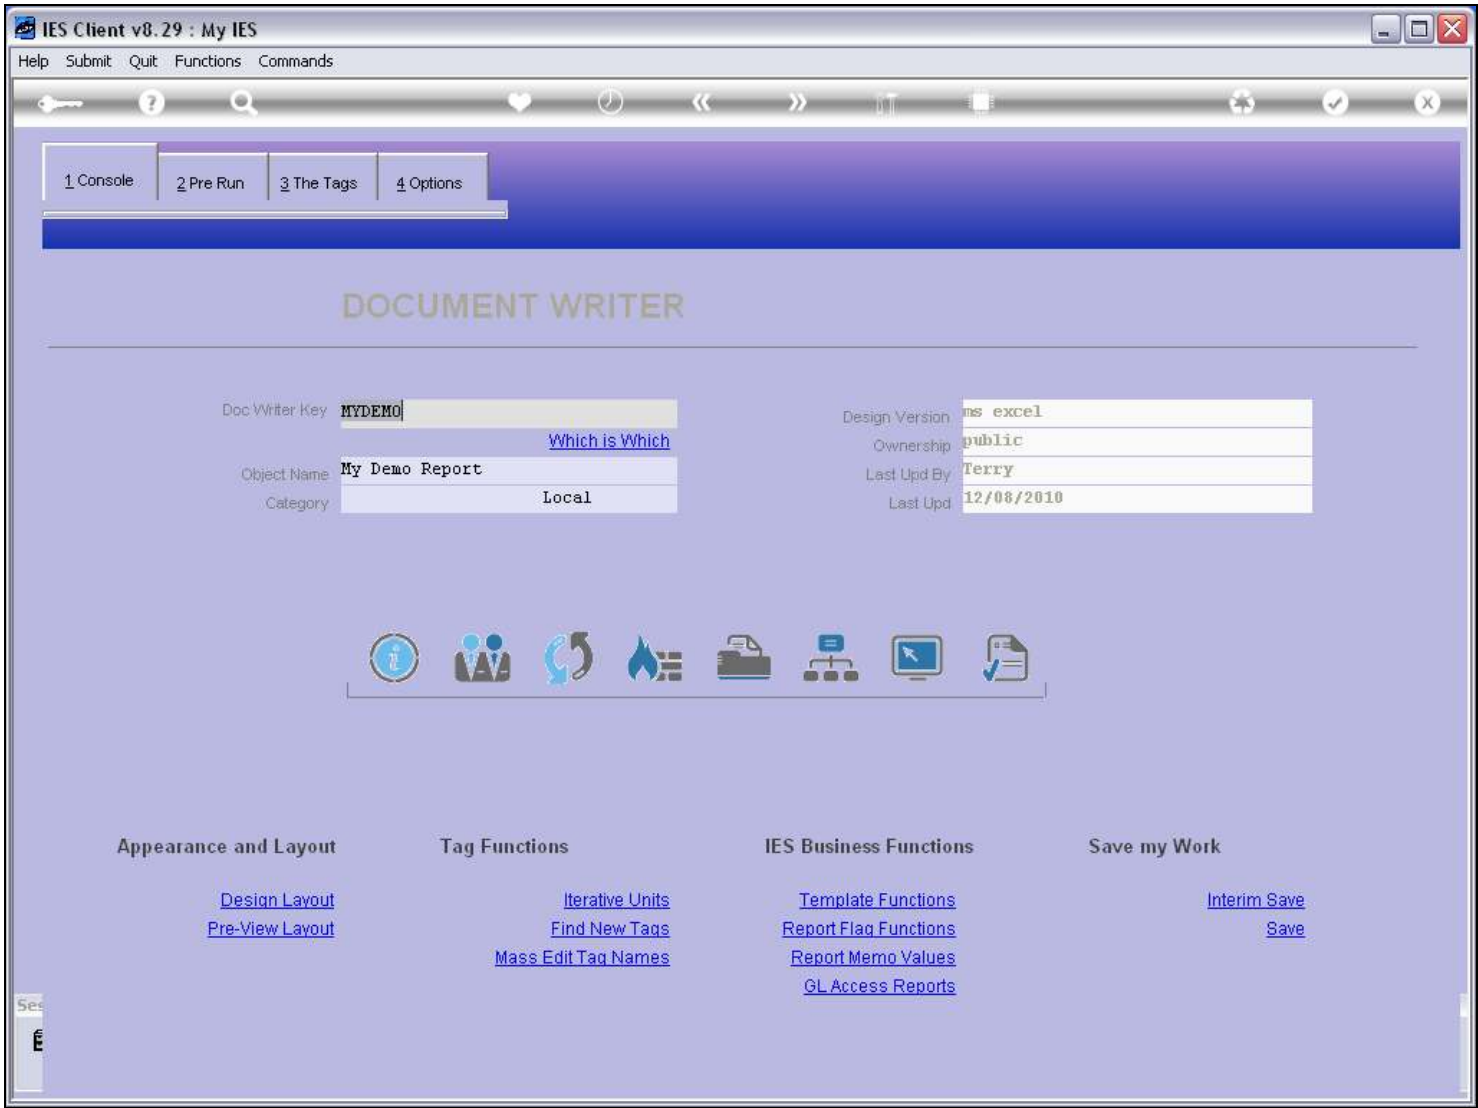 IES Client v8.29 : My IES
Help Submit Quit Functions Commands
1 Console 2 Pre Run 3 The Tags 4 Options
DOCUMENT WRITER
Doc Writer Key MYDEMO
Which is Which
Object Name My Demo Report
Category Local
Design Version ms excel
Ownership public
Last Upd By Terry
Last Upd 12/08/2010
Appearance and Layout
Design Layout
Pre-View Layout
Tag Functions
Iterative Units
Find New Tags
Mass Edit Tag Names
IES Business Functions
Template Functions
Report Flag Functions
Report Memo Values
GL Access Reports
Save my Work
Interim Save
Save
Ses